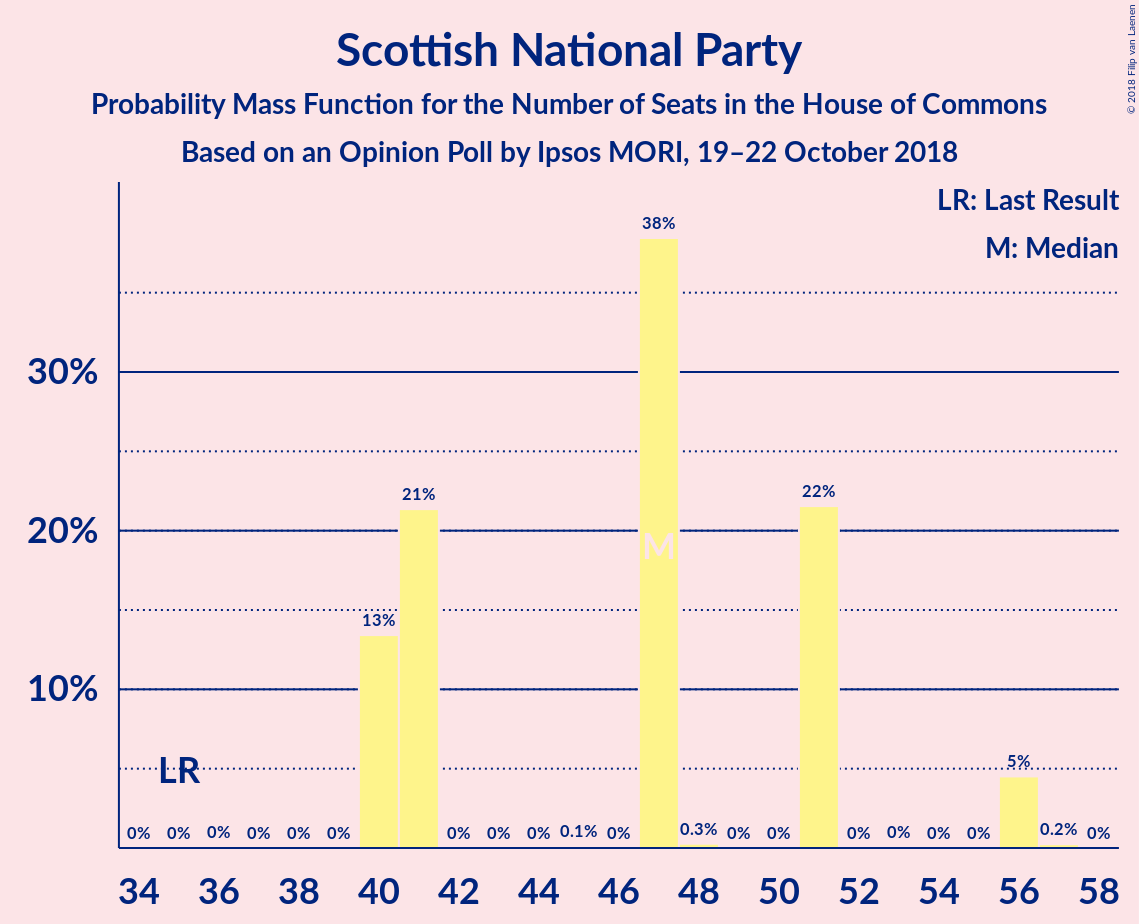 Scottish National Party
Probability Mass Function for the Number of Seats in the House of Commons
Based on an Opinion Poll by Ipsos MORI, 19–22 October 2018
© 2018 Filip van Laenen
LR: Last Result
M: Median
38%
30%
22%
21%
20%
M
13%
10%
LR
5%
0% 0% 0% 0% 0% 0% 0% 0% 0% 0.1% 0% 0.3% 0% 0% 0% 0% 0% 0% 0.2% 0%
34 36 38 40 42 44 46 48 50 52 54 56 58